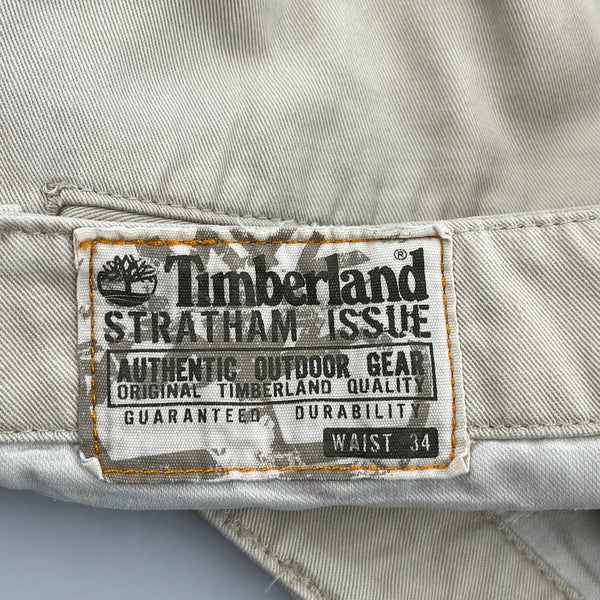 Timberland®
STRATHAM ISSUE
AUTHENTIC OUTDOOR GEAR
ORIGINAL TIMBERLAND QUALITY
GUARANTEED DURABILITY
WAIST 34